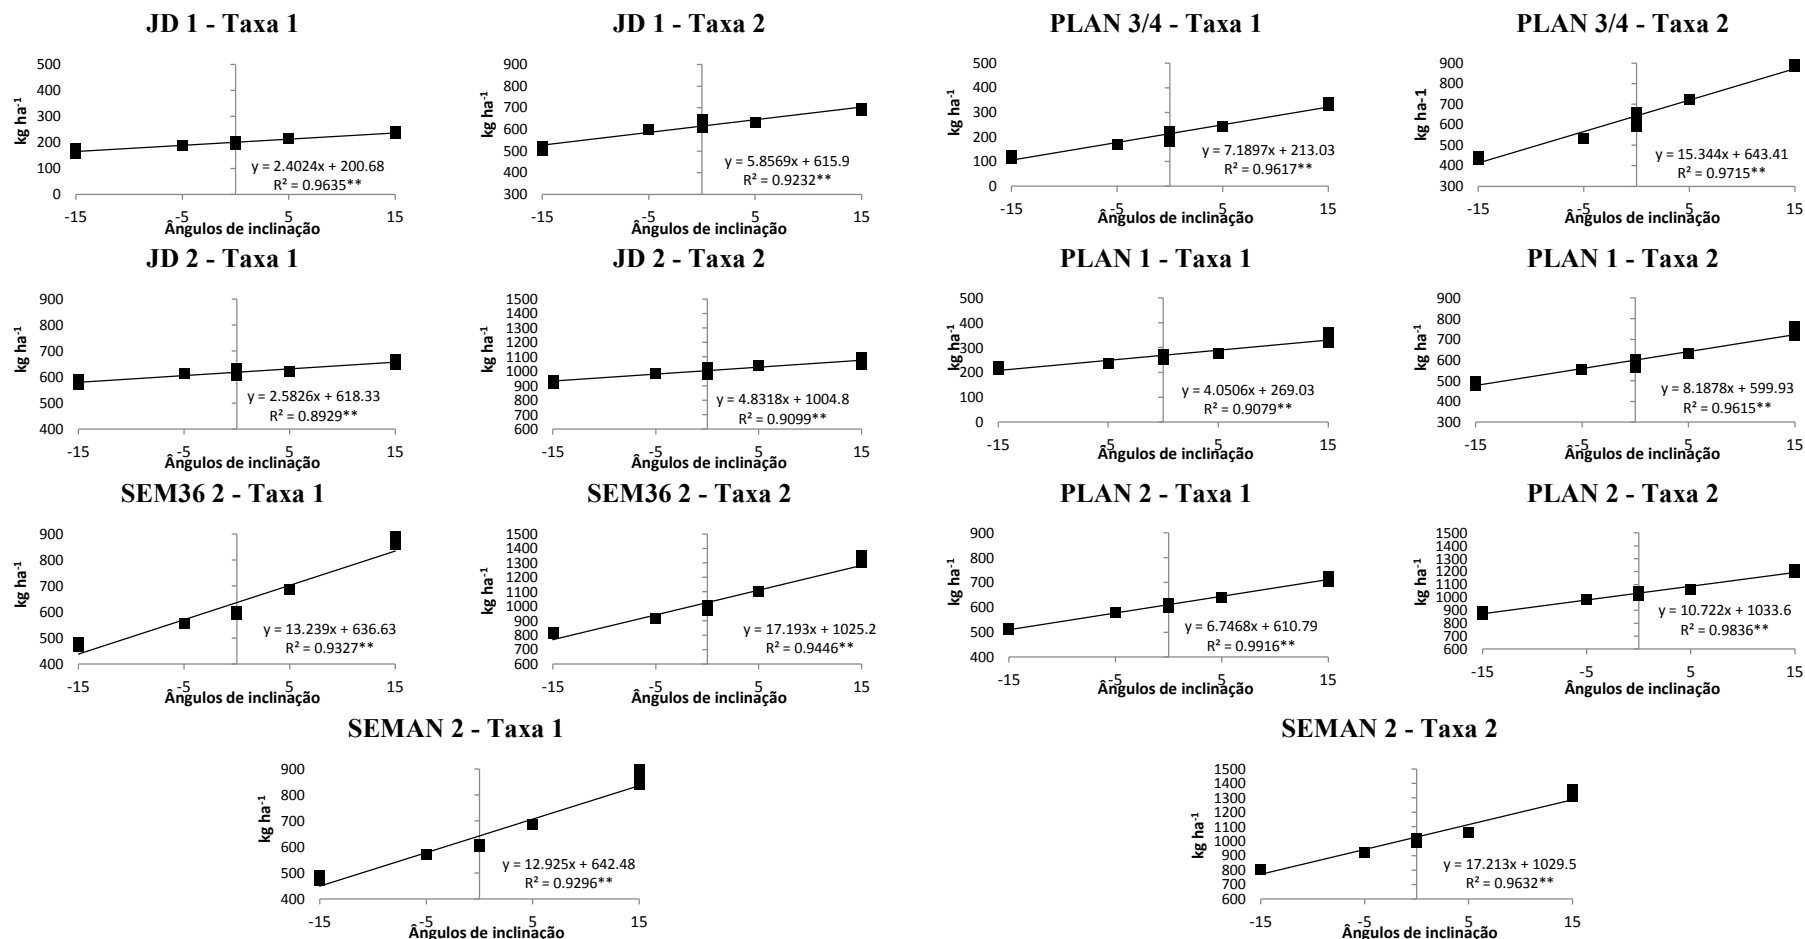 JD 1 - Taxa 1
500
400
300
200
100
0
kg ha-1
y = 2.4024x + 200.68
R² = 0.9635**
-15 -5 5 15
Ângulos de inclinação
JD 1 - Taxa 2
900
800
700
600
500
400
300
kg ha-1
y = 5.8569x + 615.9
R² = 0.9232**
-15 -5 5 15
Ângulos de inclinação
PLAN 3/4 - Taxa 1
500
400
300
200
100
0
kg ha-1
y = 7.1897x + 213.03
R² = 0.9617**
-15 -5 5 15
Ângulos de inclinação
PLAN 3/4 - Taxa 2
900
800
700
600
500
400
300
kg ha-1
y = 15.344x + 643.41
R² = 0.9715**
-15 -5 5 15
Ângulos de inclinação
JD 2 - Taxa 1
900
800
700
600
500
400
kg ha-1
y = 2.5826x + 618.33
R² = 0.8929**
-15 -5 5 15
Ângulos de inclinação
JD 2 - Taxa 2
1500
1400
1300
1200
1100
1000
900
800
700
600
kg ha-1
y = 4.8318x + 1004.8
R² = 0.9099**
-15 -5 5 15
Ângulos de inclinação
PLAN 1 - Taxa 1
500
400
300
200
100
0
kg ha-1
y = 4.0506x + 269.03
R² = 0.9079**
-15 -5 5 15
Ângulos de inclinação
PLAN 1 - Taxa 2
900
800
700
600
500
400
300
kg ha-1
y = 8.1878x + 599.93
R² = 0.9615**
-15 -5 5 15
Ângulos de inclinação
SEM36 2 - Taxa 1
900
800
700
600
500
400
kg ha-1
y = 13.239x + 636.63
R² = 0.9327**
-15 -5 5 15
Ângulos de inclinação
SEM36 2 - Taxa 2
1500
1400
1300
1200
1100
1000
900
800
700
600
kg ha-1
y = 17.193x + 1025.2
R² = 0.9446**
-15 -5 5 15
Ângulos de inclinação
PLAN 2 - Taxa 1
900
800
700
600
500
400
kg ha-1
y = 6.7468x + 610.79
R² = 0.9916**
-15 -5 5 15
Ângulos de inclinação
PLAN 2 - Taxa 2
1500
1400
1300
1200
1100
1000
900
800
700
600
kg ha-1
y = 10.722x + 1033.6
R² = 0.9836**
-15 -5 5 15
Ângulos de inclinação
SEMAN 2 - Taxa 1
900
800
700
600
500
400
kg ha-1
y = 12.925x + 642.48
R² = 0.9296**
-15 -5 5 15
Ângulos de inclinação
SEMAN 2 - Taxa 2
1500
1400
1300
1200
1100
1000
900
800
700
600
kg ha-1
y = 17.213x + 1029.5
R² = 0.9632**
-15 -5 5 15
Ângulos de inclinação